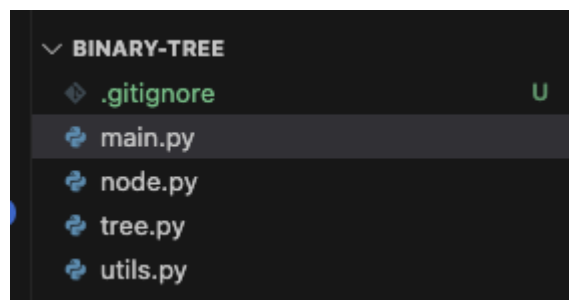 BINARY-TREE
.gitignore U
main.py
node.py
tree.py
utils.py